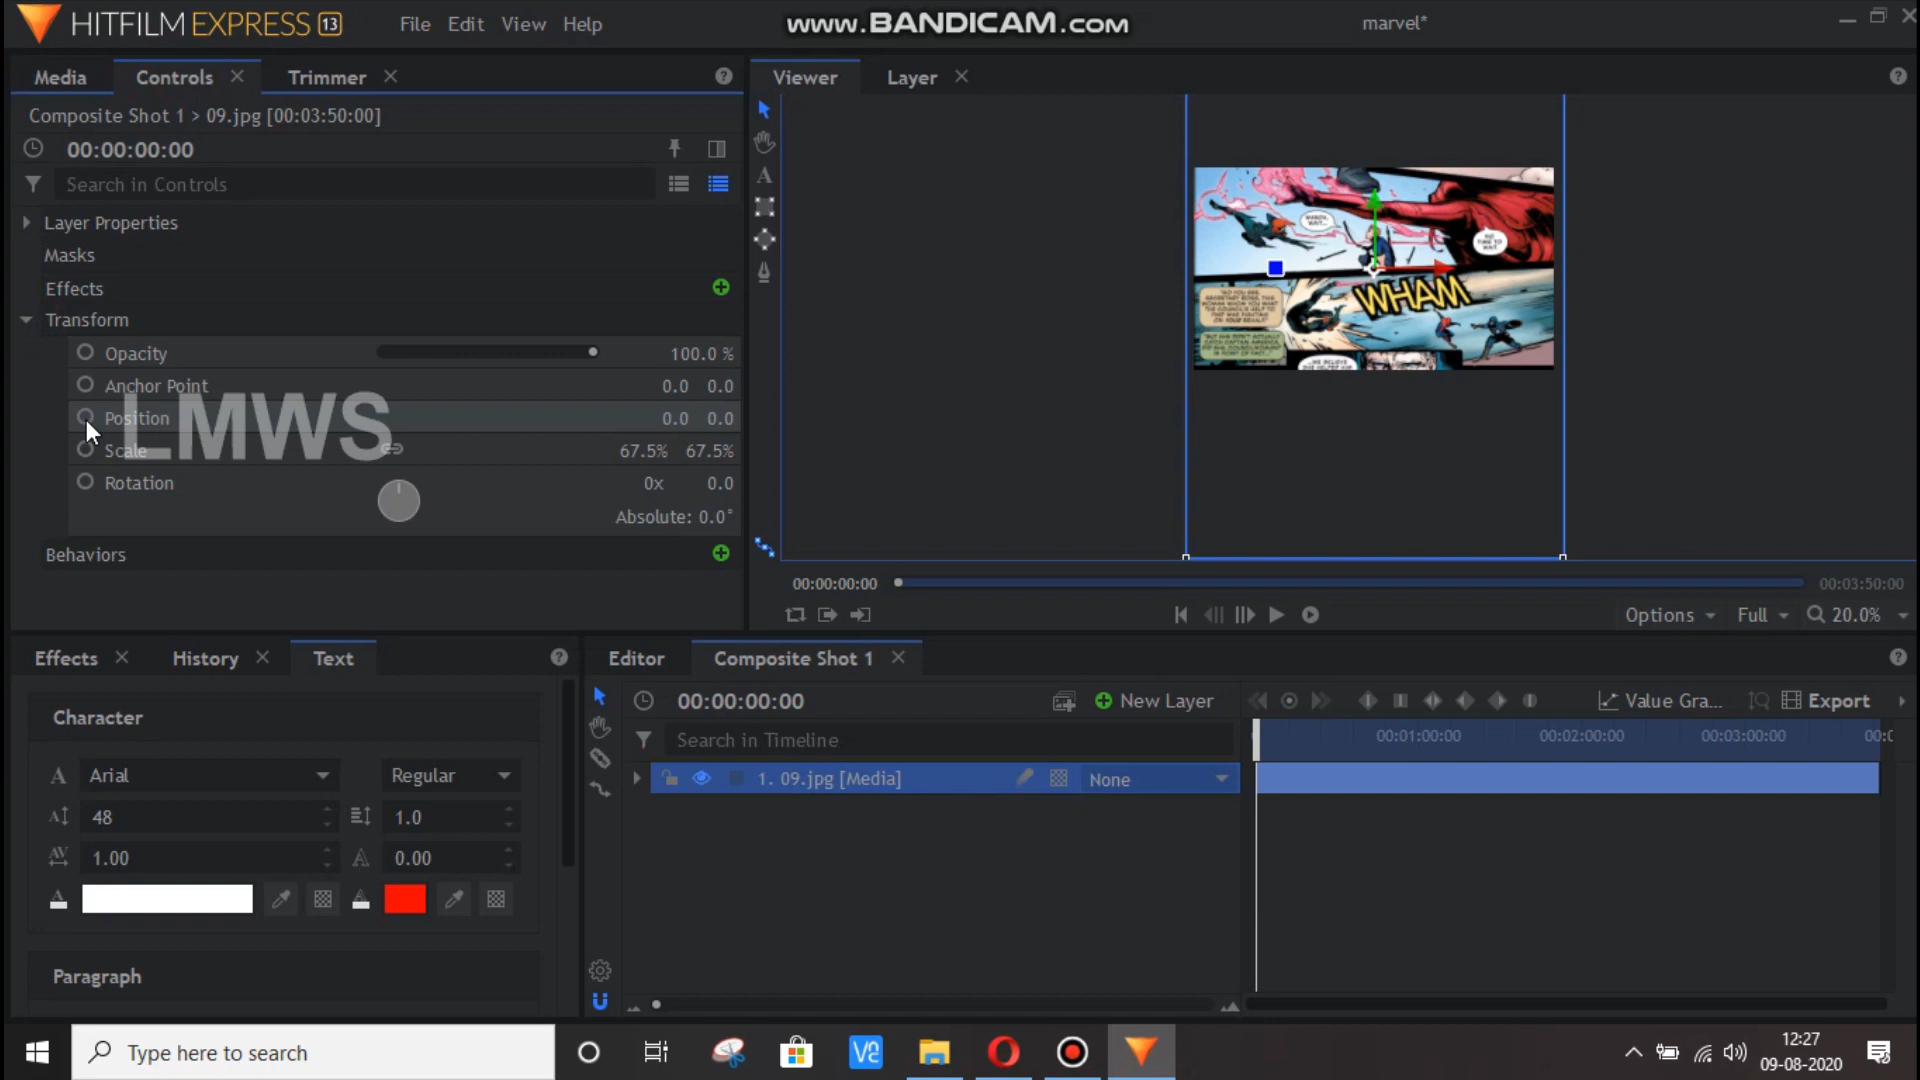 HITFILM EXPRESS 13
File Edit View Help
www.BANDICAM.com
marvel*
Media Controls Trimmer
Viewer Layer
Composite Shot 1 > 09.jpg [00:03:50:00]
00:00:00:00
Search in Controls
Layer Properties
Masks
Effects
Transform
Opacity 100.0 %
Anchor Point 0.0 0.0
Position 0.0 0.0
LMWS
Scale 67.5% 67.5%
Rotation 0x 0.0
Absolute: 0.0°
Behaviors
WANDA, WAIT...
NO TIME TO WAIT
WHAM
00:00:00:00
00:03:50:00
Options Full 20.0%
Effects History Text
Character
A Arial Regular
48 1.0
1.00 0.00
Paragraph
Editor Composite Shot 1
00:00:00:00 New Layer Value Gra... Export
Search in Timeline
00:01:00:00 00:02:00:00 00:03:00:00
1. 09.jpg [Media] None
Type here to search
12:27
09-08-2020